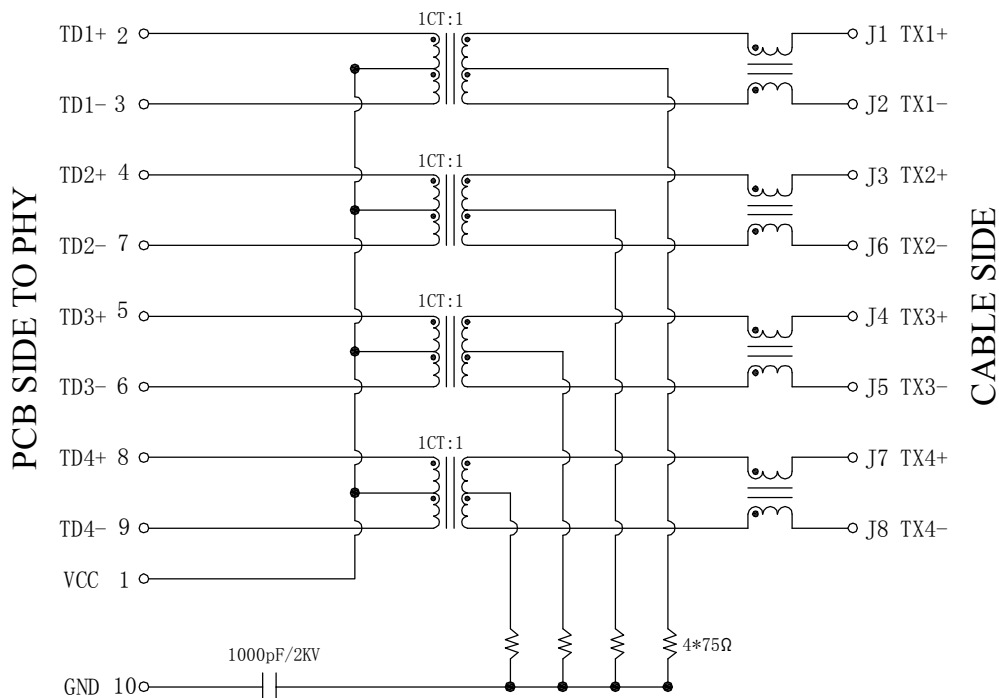 1CT:1
TD1+ 2
J1 TX1+
TD1- 3
J2 TX1-
1CT:1
TD2+ 4
J3 TX2+
TD2- 7
J6 TX2-
PCB SIDE TO PHY
CABLE SIDE
1CT:1
TD3+ 5
J4 TX3+
TD3- 6
J5 TX3-
1CT:1
TD4+ 8
J7 TX4+
TD4- 9
J8 TX4-
VCC 1
4*75Ω
1000pF/2KV
GND 10